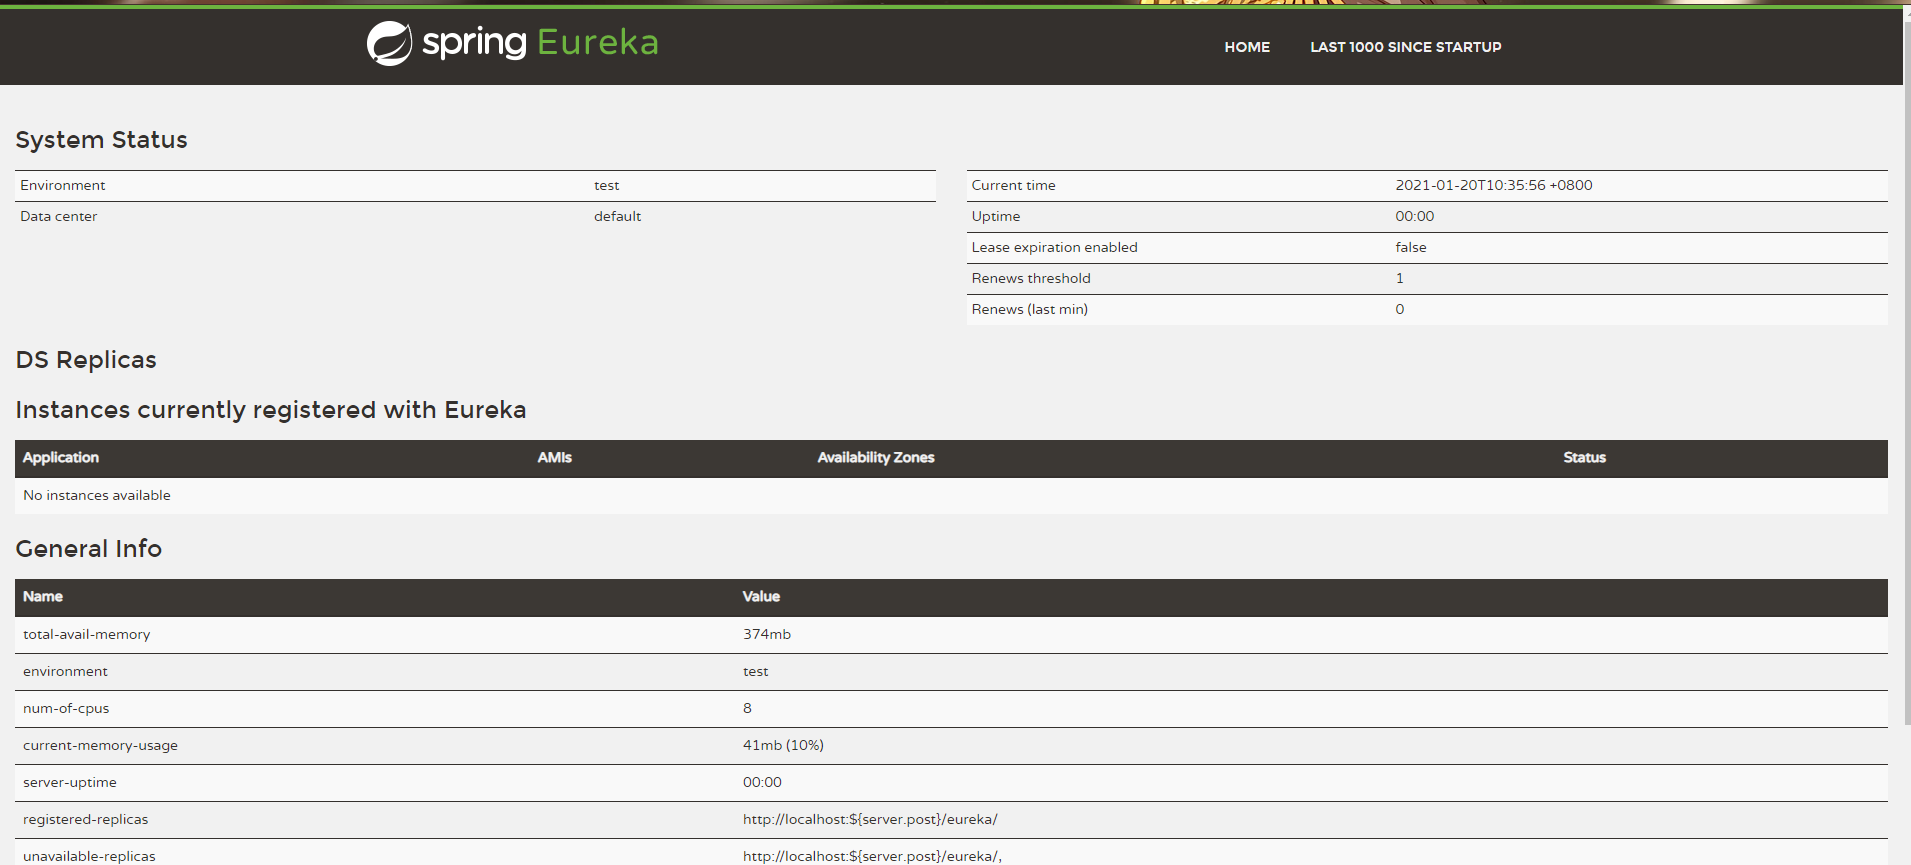 spring Eureka
HOME LAST 1000 SINCE STARTUP
System Status
Environment test
Data center default
Current time 2021-01-20T10:35:56 +0800
Uptime 00:00
Lease expiration enabled false
Renews threshold 1
Renews (last min) 0
DS Replicas
Instances currently registered with Eureka
Application AMIs Availability Zones Status
No instances available
General Info
Name Value
total-avail-memory 374mb
environment test
num-of-cpus 8
current-memory-usage 41mb (10%)
server-uptime 00:00
registered-replicas http://localhost:${server.post}/eureka/
unavailable-replicas http://localhost:${server.post}/eureka/,